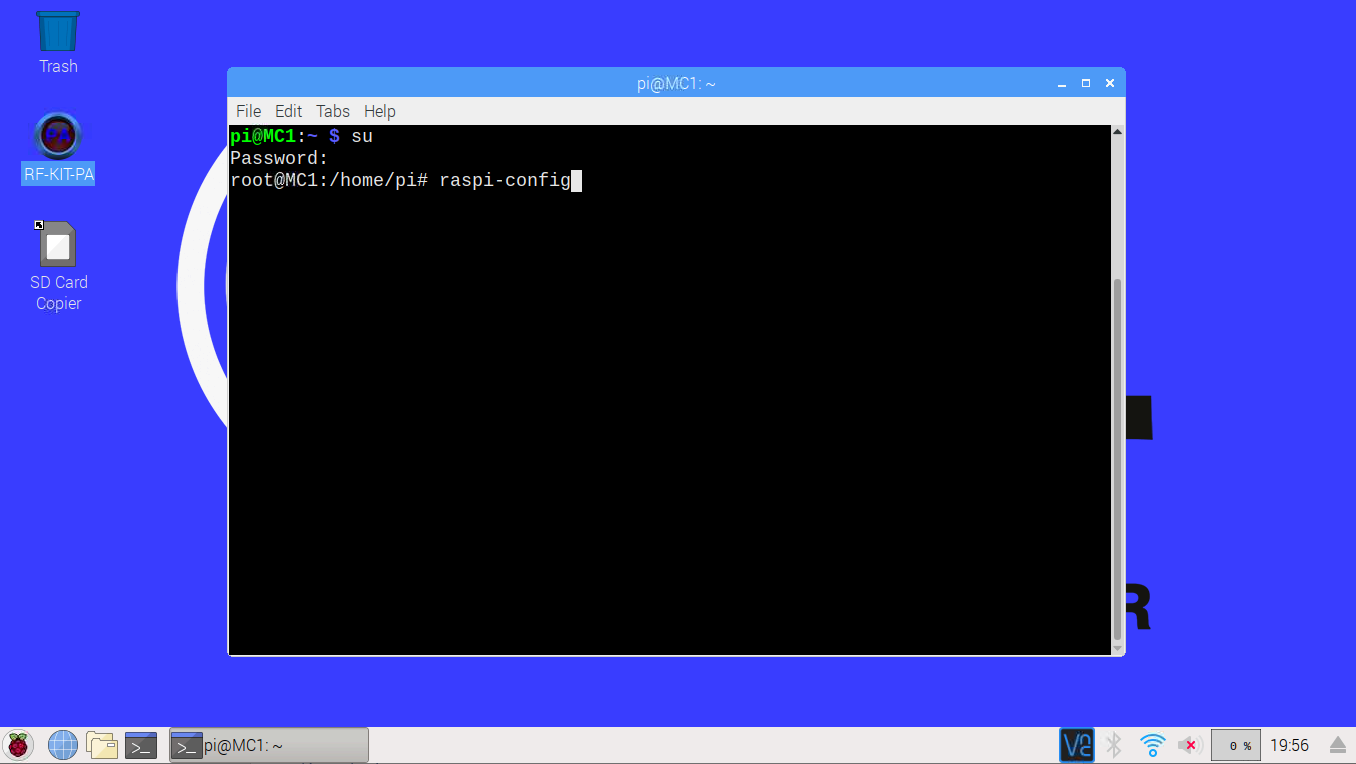 Trash
RF-KIT-PA
SD Card
Copier
pi@MC1: ~
File Edit Tabs Help
pi@MC1:~ $ su
Password:
root@MC1:/home/pi# raspi-config
R
pi@MC1: ~
0 %
19:56